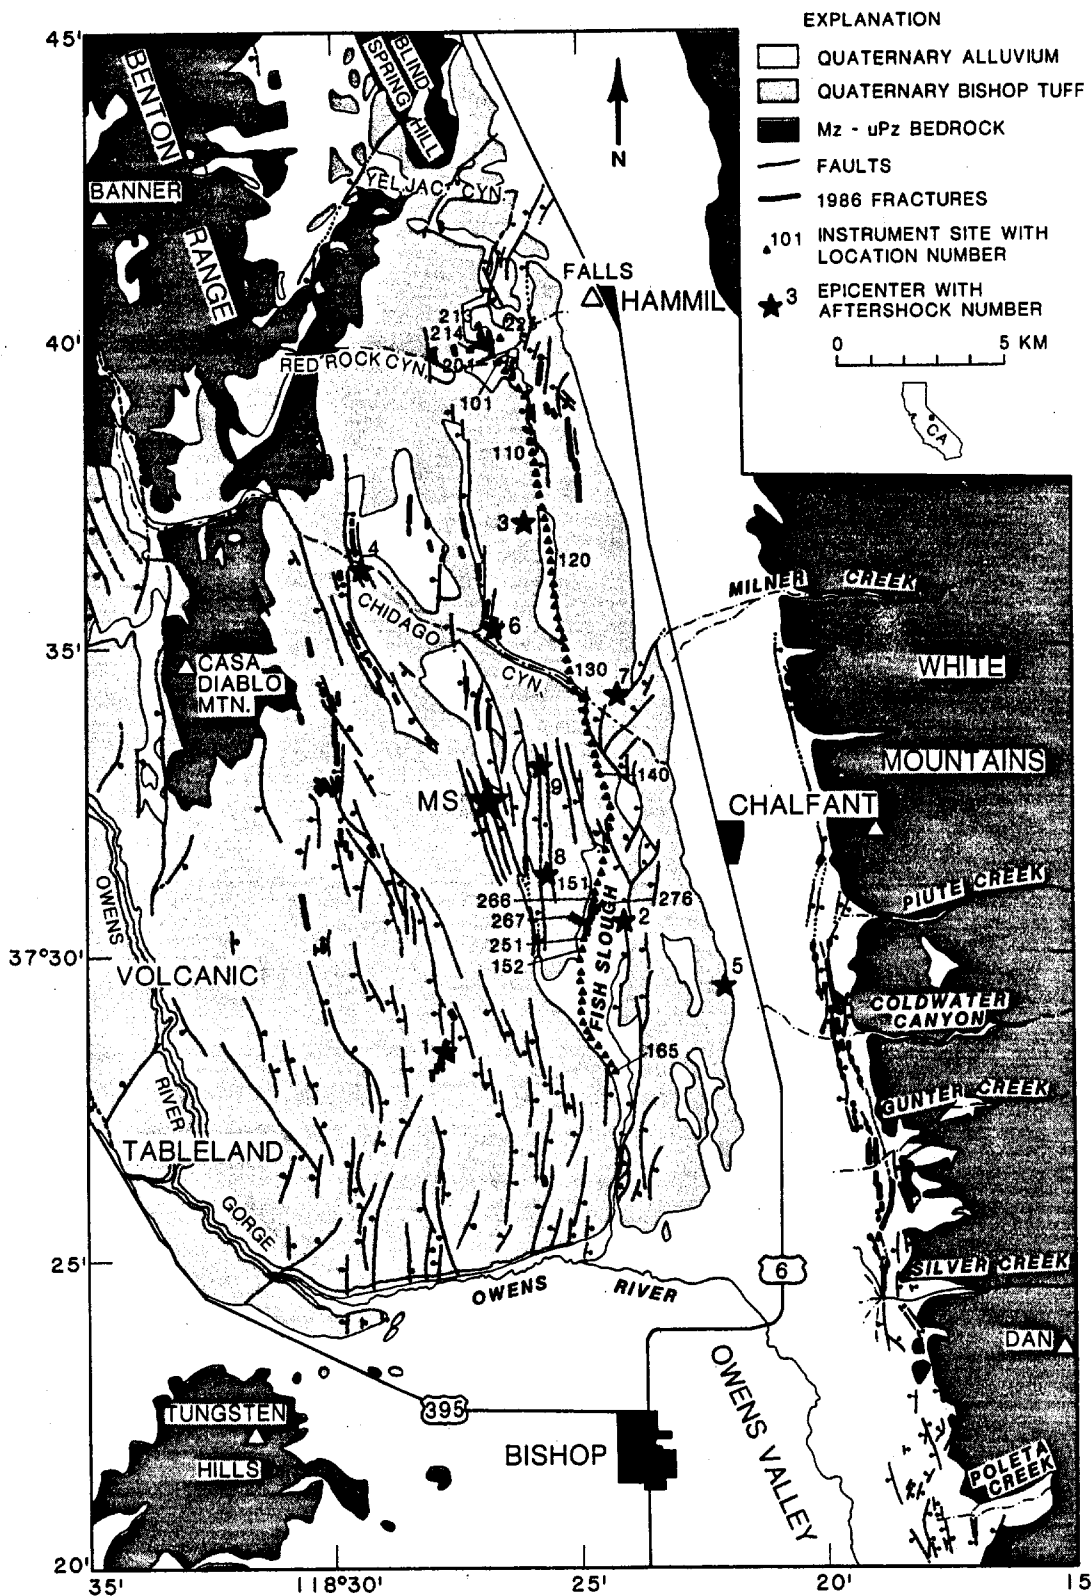 EXPLANATION
QUATERNARY ALLUVIUM
QUATERNARY BISHOP TUFF
Mz - uPz BEDROCK
FAULTS
1986 FRACTURES
101 INSTRUMENT SITE WITH
LOCATION NUMBER
3 EPICENTER WITH
AFTERSHOCK NUMBER
0 5 KM
CA
N
45'
40'
35'
37°30'
25'
20'
35'
118°30'
25'
20'
15
BENTON
RANGE
BLIND
SPRING
HILL
BANNER
YEL JAC CYN.
FALLS
HAMMIL
213
214
22
201
RED ROCK CYN.
101
110
3
120
4
CHIDAGO
CYN.
6
130
7
MILNER CREEK
WHITE
MOUNTAINS
CASA
DIABLO
MTN.
140
MS
9
CHALFANT
8
151
266
276
267
2
251
152
FISH SLOUGH
5
PIUTE CREEK
COLDWATER
CANYON
OWENS
RIVER
GORGE
VOLCANIC
TABLELAND
1
165
GUNTER CREEK
SILVER CREEK
6
OWENS RIVER
DAN
395
TUNGSTEN
HILLS
BISHOP
OWENS VALLEY
POLETA
CREEK